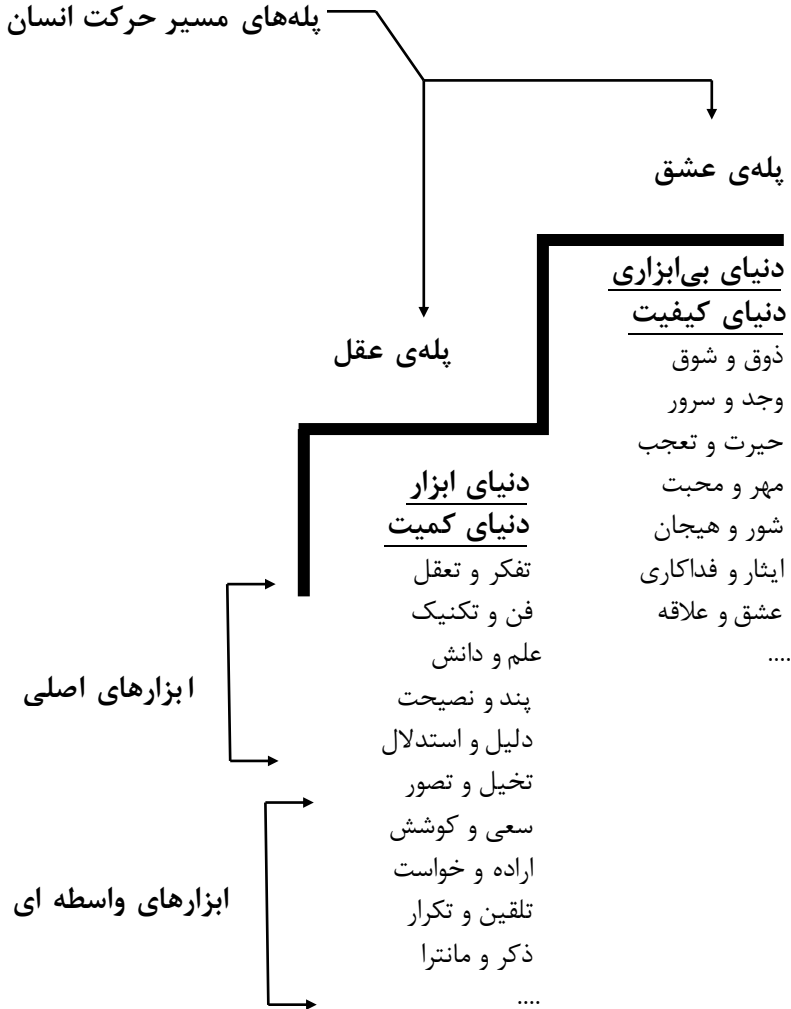 پله‌های مسیر حرکت انسان
پله‌ی عشق
دنیای بی‌ابزاری
دنیای کیفیت
ذوق و شوق
وجد و سرور
حیرت و تعجب
مهر و محبت
شور و هیجان
ایثار و فداکاری
عشق و علاقه
....
پله‌ی عقل
دنیای ابزار
دنیای کمیت
تفکر و تعقل
فن و تکنیک
علم و دانش
پند و نصیحت
دلیل و استدلال
تخیل و تصور
سعی و کوشش
اراده و خواست
تلقین و تکرار
ذکر و مانترا
....
ابزارهای اصلی
ابزارهای واسطه ای